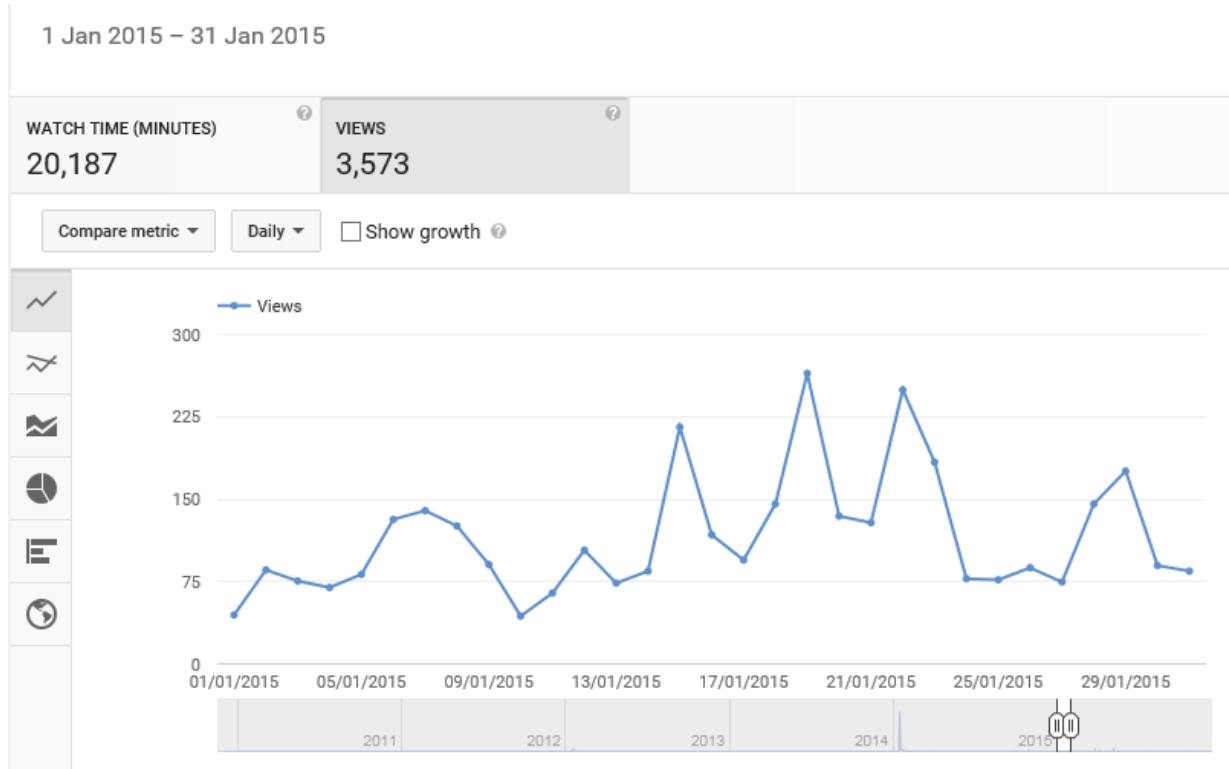 1 Jan 2015 – 31 Jan 2015
WATCH TIME (MINUTES) ?
20,187
VIEWS ?
3,573
Compare metric
Daily
Show growth ?
Views
300
225
150
75
0
01/01/2015 05/01/2015 09/01/2015 13/01/2015 17/01/2015 21/01/2015 25/01/2015 29/01/2015
2011 2012 2013 2014 2015